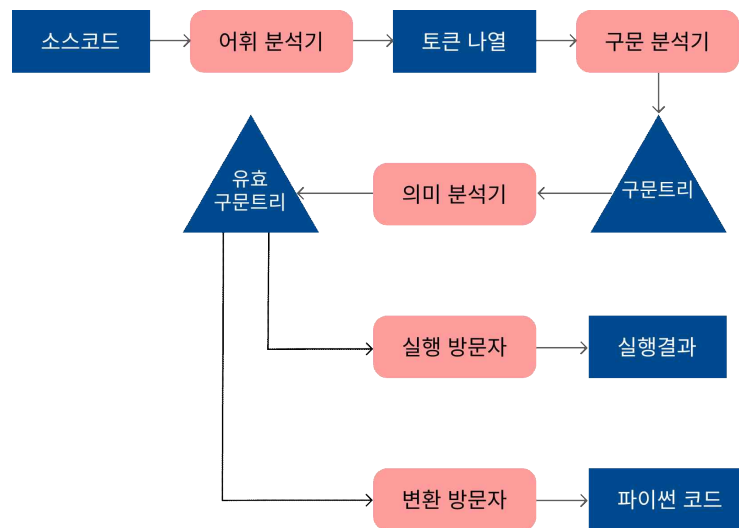 소스코드
어휘 분석기
토큰 나열
구문 분석기
유효
구문트리
의미 분석기
구문트리
실행 방문자
실행결과
변환 방문자
파이썬 코드